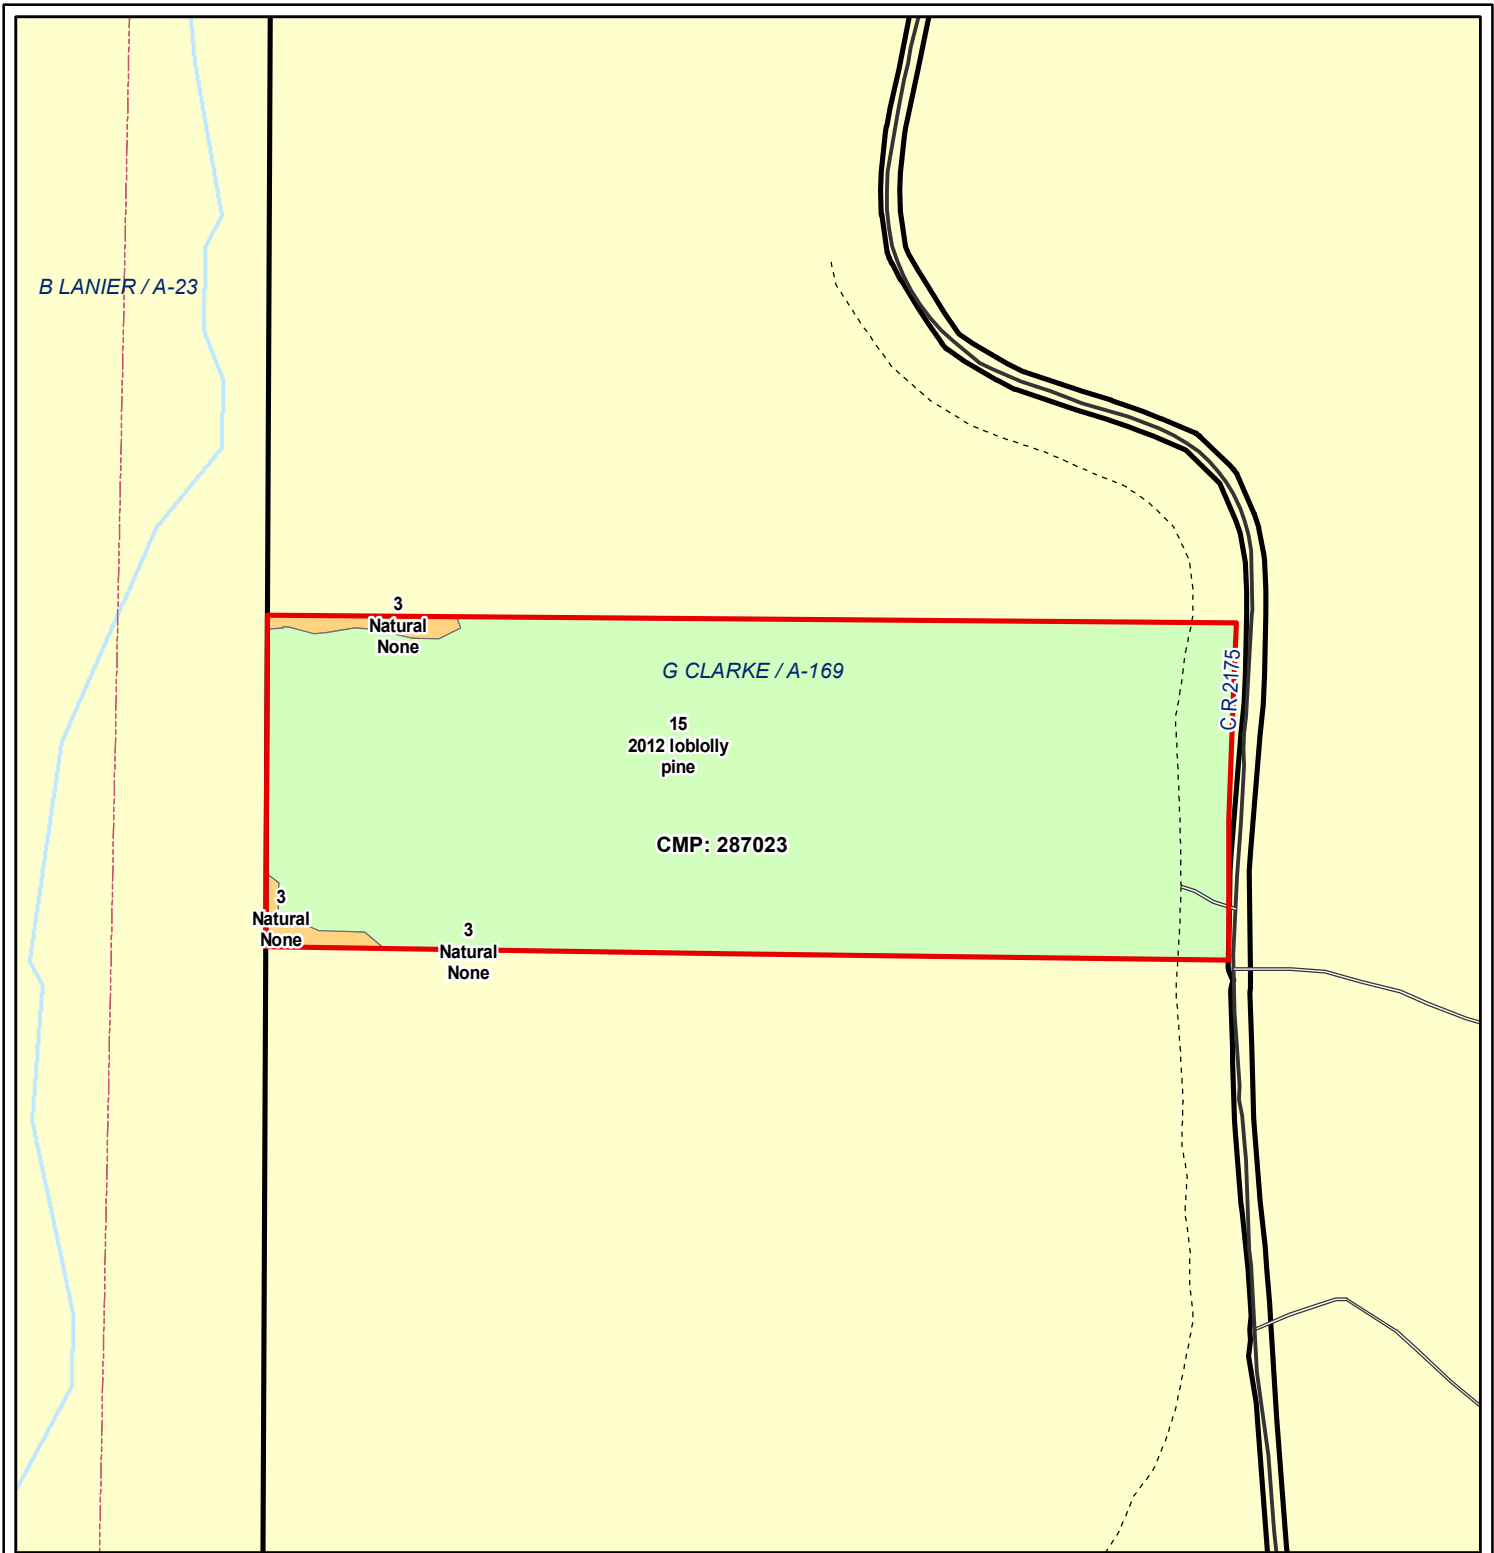 B LANIER / A-23
3
Natural
None
G CLARKE / A-169
C R 2175
15
2012 loblolly
pine
CMP: 287023
3
Natural
None
3
Natural
None